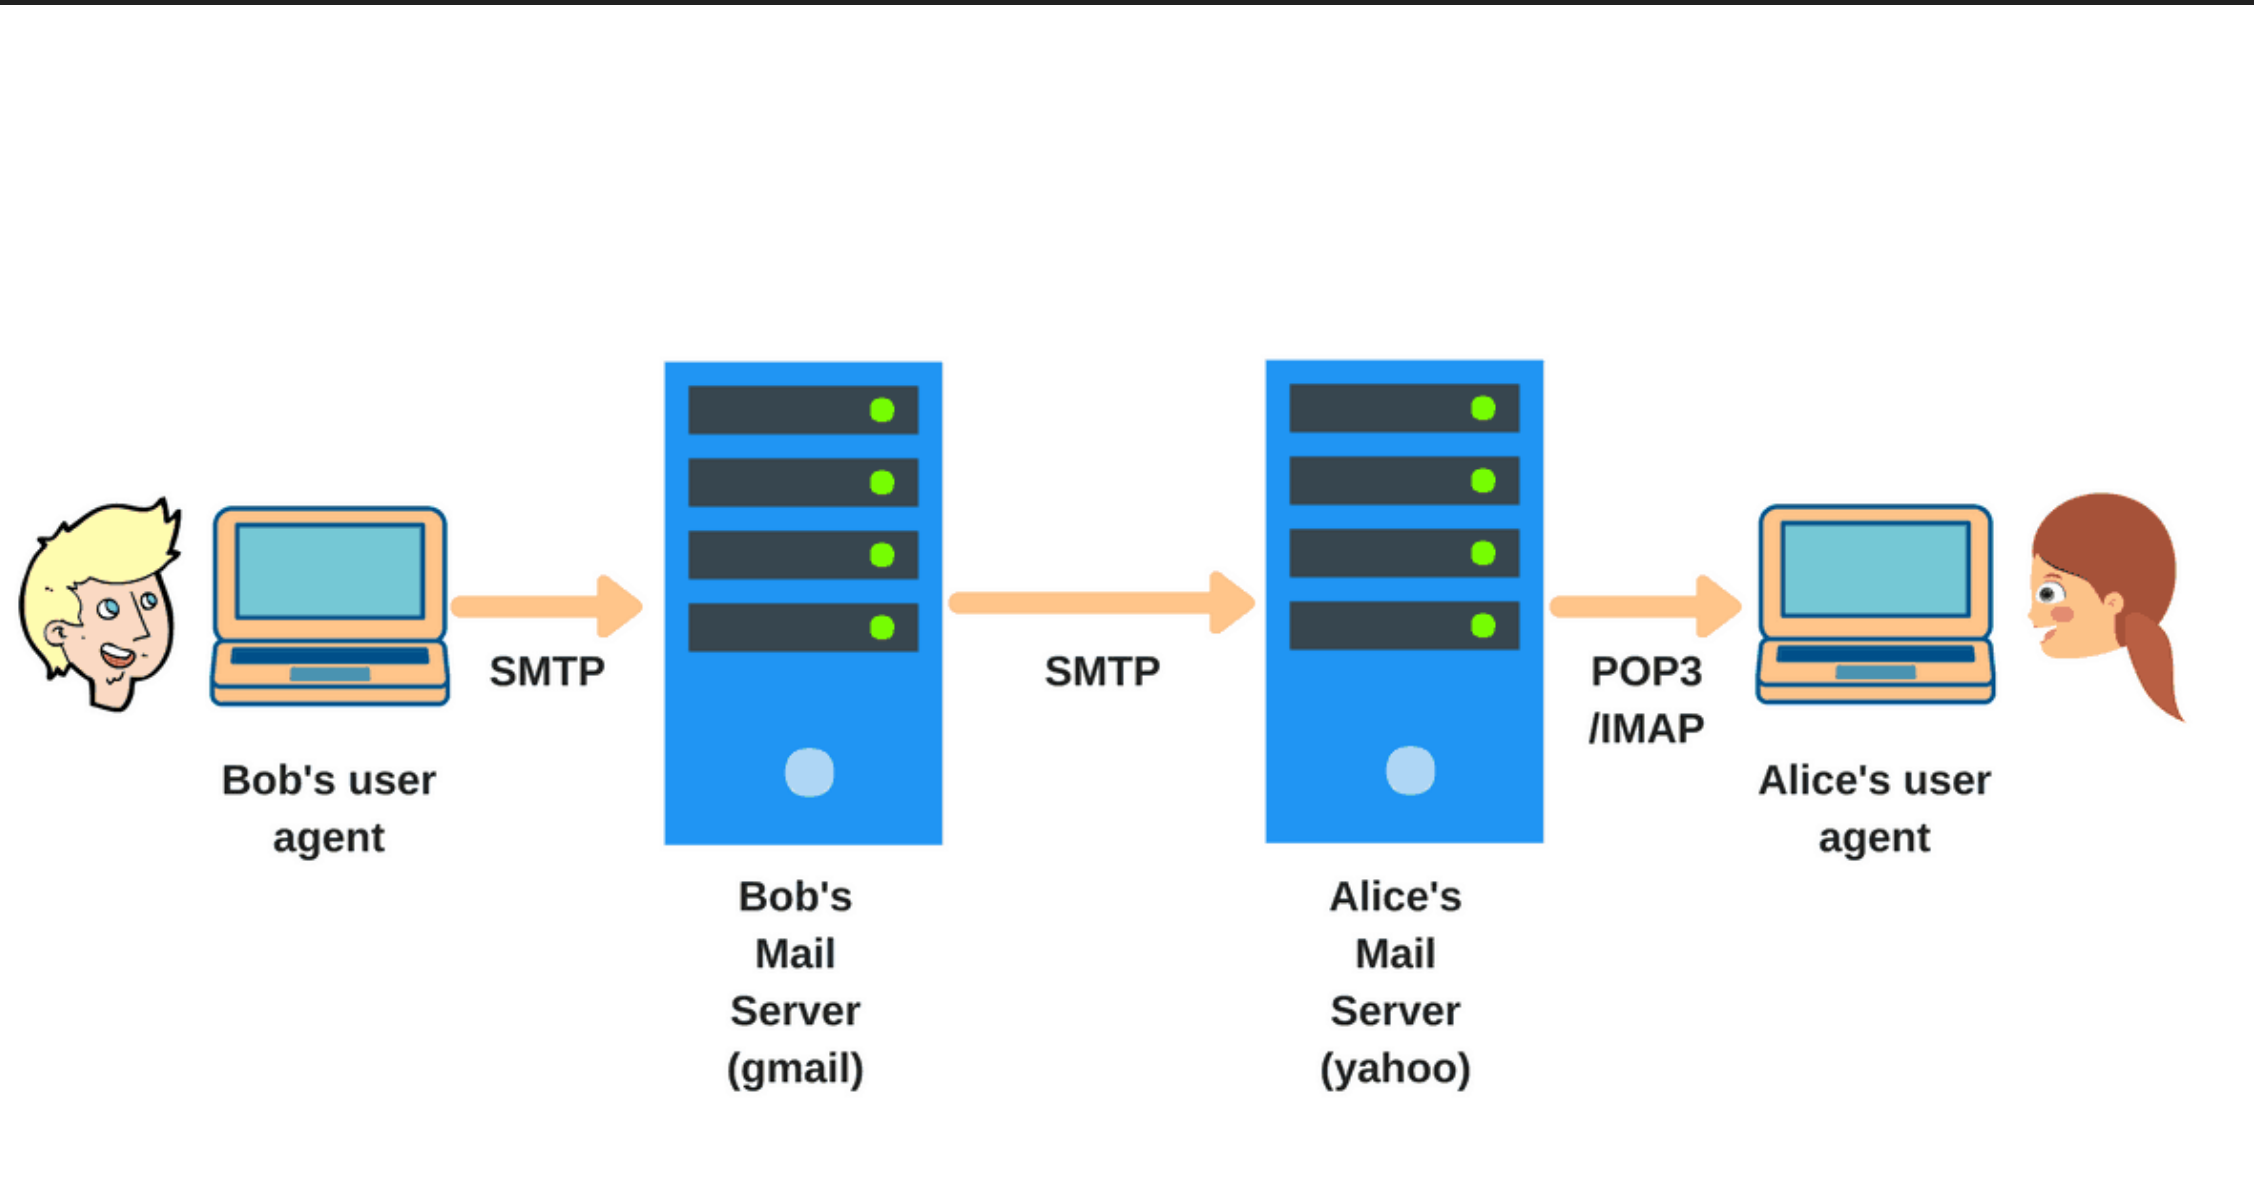 SMTP
SMTP
POP3
/IMAP
Bob's user
agent
Alice's user
agent
Bob's
Mail
Server
(gmail)
Alice's
Mail
Server
(yahoo)